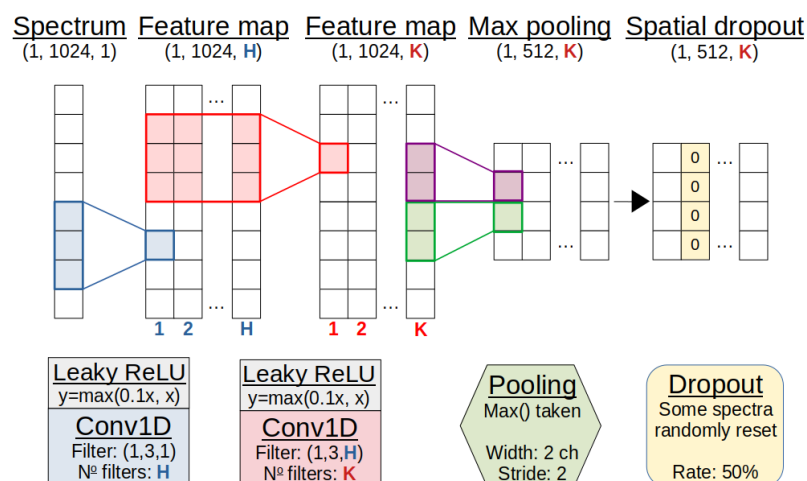 Spectrum
(1, 1024, 1)
Feature map
(1, 1024, H)
Feature map
(1, 1024, K)
Max pooling
(1, 512, K)
Spatial dropout
(1, 512, K)
...
...
...
...
0
0
0
0
...
...
...
...
1 2 H
1 2 K
Leaky ReLU
y=max(0.1x, x)
Conv1D
Filter: (1,3,1)
Nº filters: H
Leaky ReLU
y=max(0.1x, x)
Conv1D
Filter: (1,3,H)
Nº filters: K
Pooling
Max() taken
Width: 2 ch
Stride: 2
Dropout
Some spectra
randomly reset
Rate: 50%